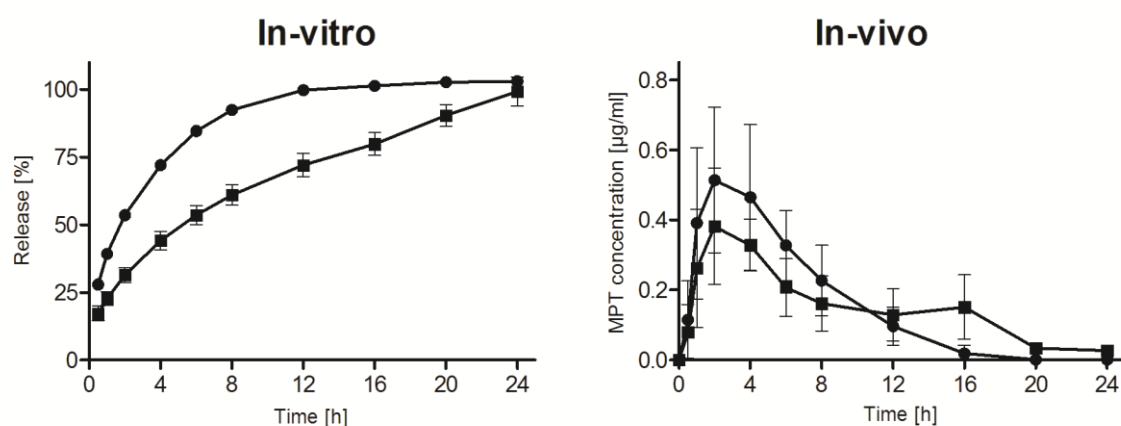 In-vitro
Release [%]
100
75
50
25
0
0 4 8 12 16 20 24
Time [h]
In-vivo
MPT concentration [µg/ml]
0.8
0.6
0.4
0.2
0.0
0 4 8 12 16 20 24
Time [h]